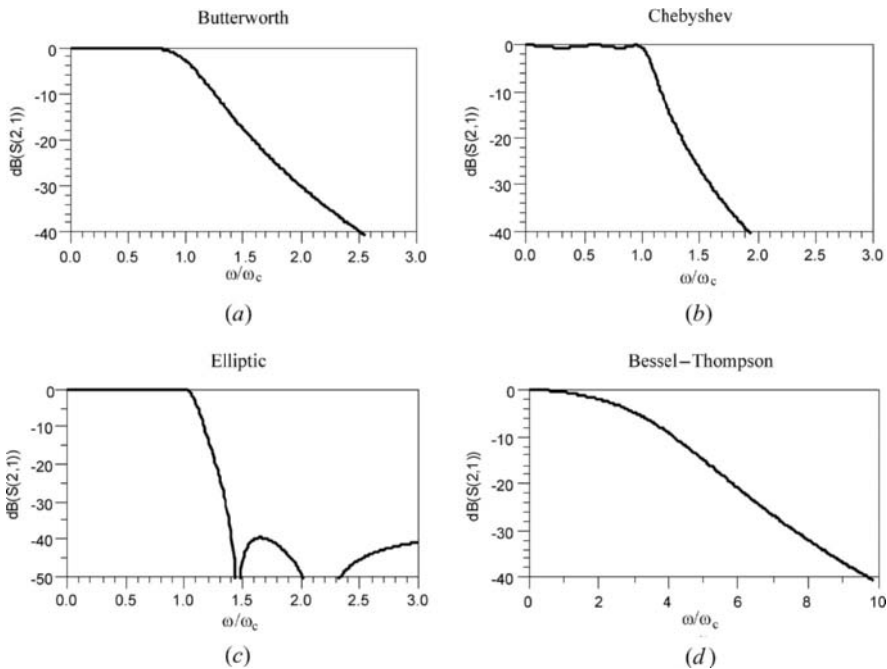 Butterworth
dB(S(2,1))
0
-10
-20
-30
-40
0.0 0.5 1.0 1.5 2.0 2.5 3.0
ω/ωc
(a)
Chebyshev
dB(S(2,1))
0
-10
-20
-30
-40
0.0 0.5 1.0 1.5 2.0 2.5 3.0
ω/ωc
(b)
Elliptic
dB(S(2,1))
0
-10
-20
-30
-40
-50
0.0 0.5 1.0 1.5 2.0 2.5 3.0
ω/ωc
(c)
Bessel−Thompson
dB(S(2,1))
0
-10
-20
-30
-40
0 2 4 6 8 10
ω/ωc
(d)